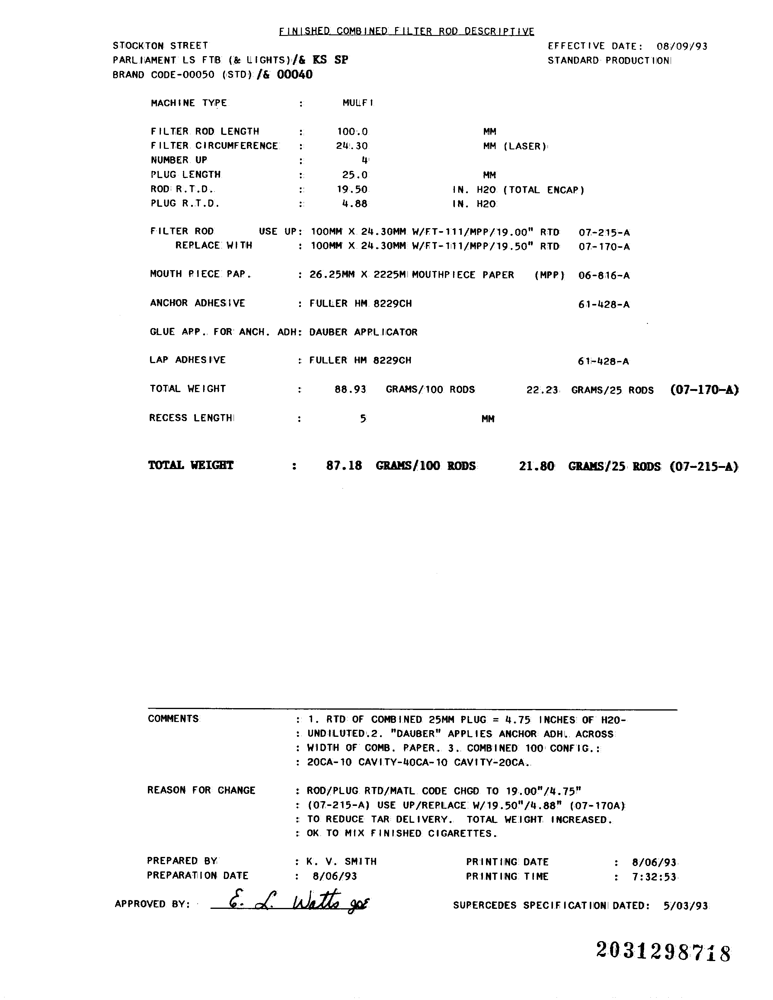 FINISHED COMBINED FILTER ROD DESCRIPTIVE
STOCKTON STREET EFFECTIVE DATE: 08/09/93
PARLIAMENT LS FTB (& LIGHTS)/& KS SP STANDARD PRODUCTION
BRAND CODE-00050 (STD) /& 00040
MACHINE TYPE : MULFI
FILTER ROD LENGTH : 100.0 MM
FILTER CIRCUMFERENCE : 24.30 MM (LASER)
NUMBER UP : 4
PLUG LENGTH : 25.0 MM
ROD R.T.D. : 19.50 IN. H2O (TOTAL ENCAP)
PLUG R.T.D. : 4.88 IN. H2O
FILTER ROD USE UP: 100MM X 24.30MM W/FT-111/MPP/19.00" RTD 07-215-A
REPLACE WITH : 100MM X 24.30MM W/FT-111/MPP/19.50" RTD 07-170-A
MOUTH PIECE PAP. : 26.25MM X 2225M MOUTHPIECE PAPER (MPP) 06-816-A
ANCHOR ADHESIVE : FULLER HM 8229CH 61-428-A
GLUE APP. FOR ANCH. ADH: DAUBER APPLICATOR
LAP ADHESIVE : FULLER HM 8229CH 61-428-A
TOTAL WEIGHT : 88.93 GRAMS/100 RODS 22.23 GRAMS/25 RODS (07-170-A)
RECESS LENGTH : 5 MM
TOTAL WEIGHT : 87.18 GRAMS/100 RODS 21.80 GRAMS/25 RODS (07-215-A)
COMMENTS : 1. RTD OF COMBINED 25MM PLUG = 4.75 INCHES OF H20-
: UNDILUTED.2. "DAUBER" APPLIES ANCHOR ADH. ACROSS
: WIDTH OF COMB. PAPER. 3. COMBINED 100 CONFIG.:
: 20CA-10 CAVITY-40CA-10 CAVITY-20CA.
REASON FOR CHANGE : ROD/PLUG RTD/MATL CODE CHGD TO 19.00"/4.75"
: (07-215-A) USE UP/REPLACE W/19.50"/4.88" (07-170A)
: TO REDUCE TAR DELIVERY. TOTAL WEIGHT INCREASED.
: OK TO MIX FINISHED CIGARETTES.
PREPARED BY : K. V. SMITH PRINTING DATE : 8/06/93
PREPARATION DATE : 8/06/93 PRINTING TIME : 7:32:53
APPROVED BY: E. L. Watts SUPERCEDES SPECIFICATION DATED: 5/03/93
2031298718